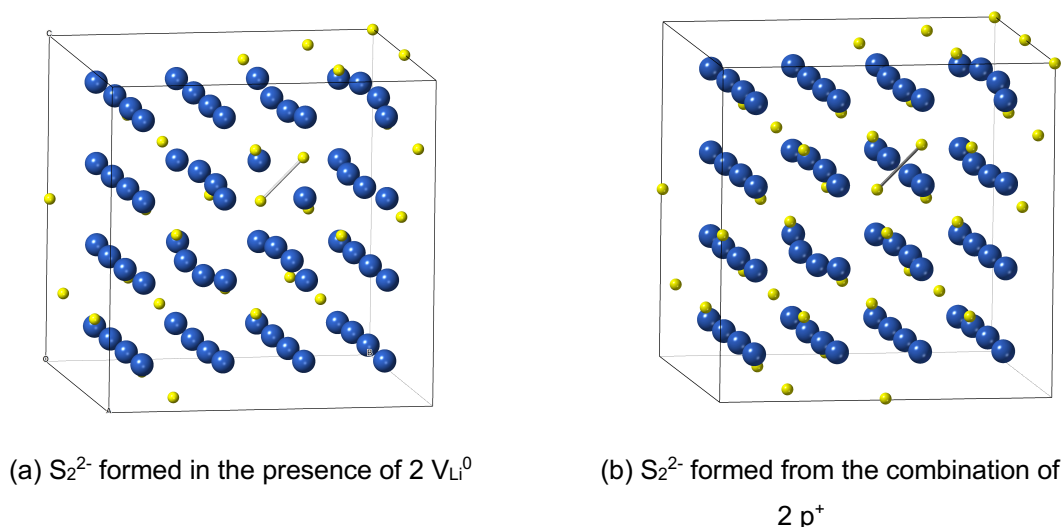 C
O
B
A
(a) S₂²⁻ formed in the presence of 2 V_Li⁰
(b) S₂²⁻ formed from the combination of
2 p⁺